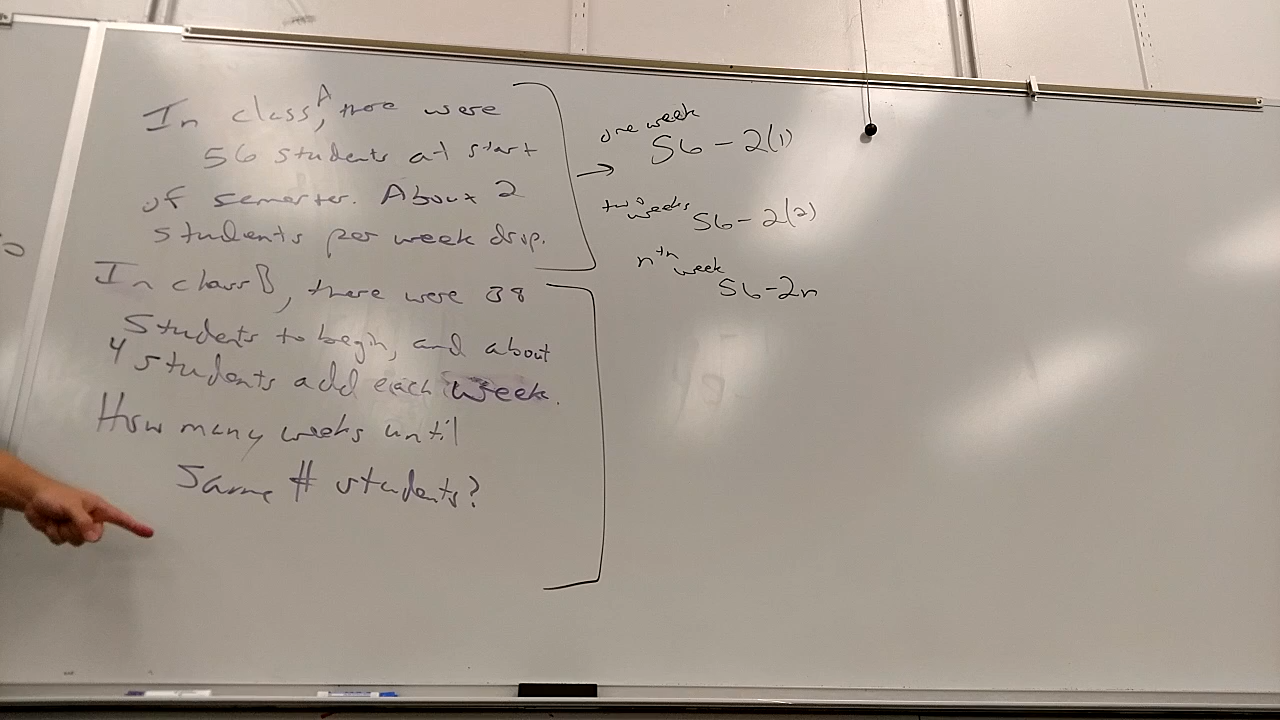 In class A, there were
56 students at start
of semester. About 2
students per week drop.
In class B, there were 38
students to begin, and about
4 students add each week.
How many weeks until
same # students?
one week
56 - 2(1)
two weeks
56 - 2(2)
nth week
56 - 2n